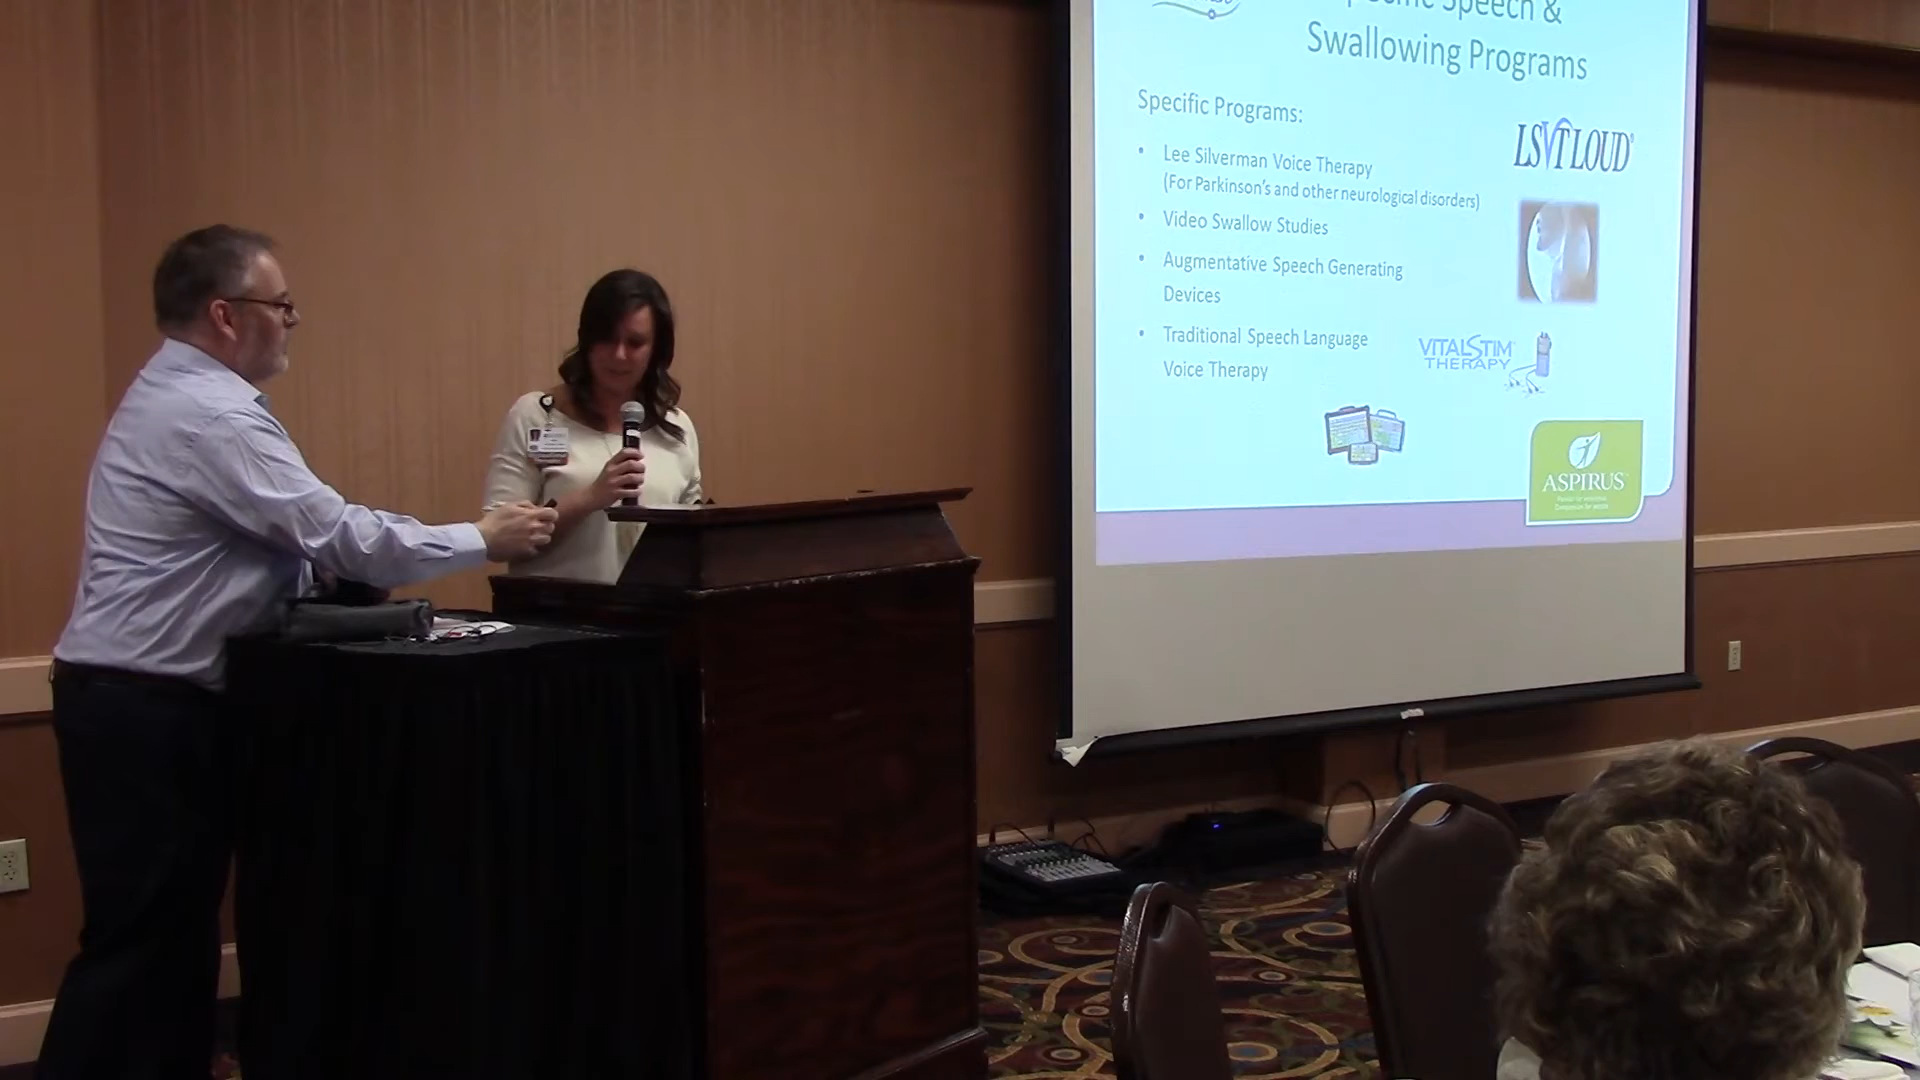 Speech &
Swallowing Programs
Specific Programs:
• Lee Silverman Voice Therapy
(For Parkinson's and other neurological disorders)
• Video Swallow Studies
• Augmentative Speech Generating
Devices
• Traditional Speech Language
Voice Therapy
LSVT LOUD®
VITALSTIM®
THERAPY
ASPIRUS